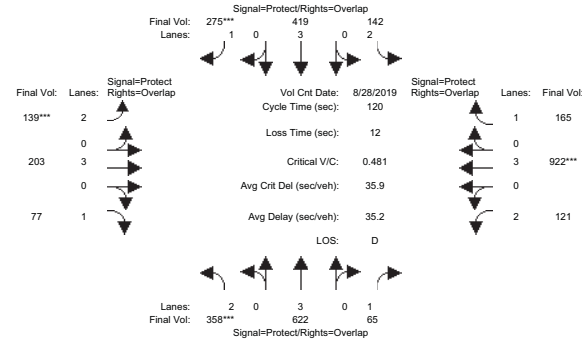 Signal=Protect/Rights=Overlap
Final Vol: 275*** 419 142
Lanes: 1 0 3 0 2
Signal=Protect Signal=Protect
Final Vol: Lanes: Rights=Overlap Vol Cnt Date: 8/28/2019 Rights=Overlap Lanes: Final Vol:
Cycle Time (sec): 120
139*** 2 1 165
Loss Time (sec): 12
0 0
203 3 Critical V/C: 0.481 3 922***
0 Avg Crit Del (sec/veh): 35.9 0
77 1 Avg Delay (sec/veh): 35.2 2 121
LOS: D
Lanes: 2 0 3 0 1
Final Vol: 358*** 622 65
Signal=Protect/Rights=Overlap